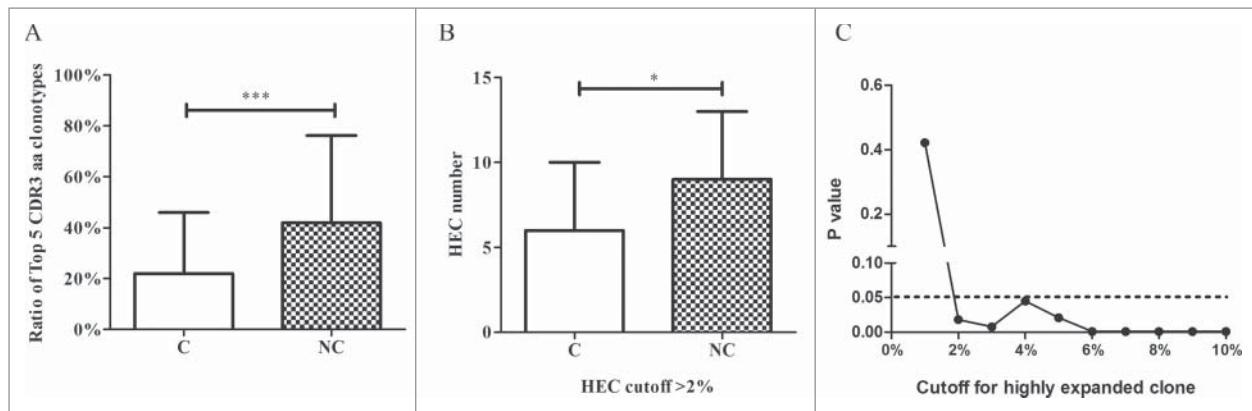 A
Ratio of Top 5 CDR3 aa clonotypes
100%
80%
60%
40%
20%
0%
***
C
NC
B
HEC number
15
10
5
0
*
C
NC
HEC cutoff >2%
C
P value
0.6
0.4
0.2
0.10
0.05
0.00
0%
2%
4%
6%
8%
10%
Cutoff for highly expanded clone